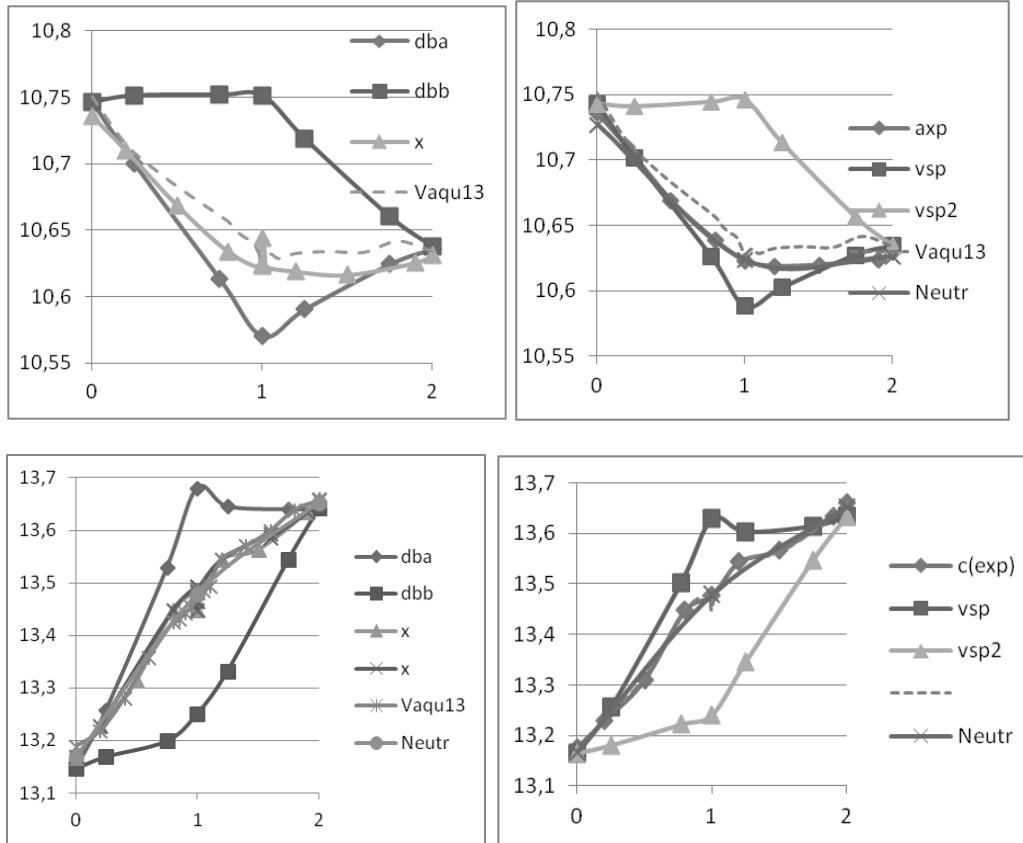 10,8
10,75
10,7
10,65
10,6
10,55
0
1
2
dba
dbb
x
Vaqu13
10,8
10,75
10,7
10,65
10,6
10,55
0
1
2
axp
vsp
vsp2
Vaqu13
Neutr
13,7
13,6
13,5
13,4
13,3
13,2
13,1
0
1
2
dba
dbb
x
x
Vaqu13
Neutr
13,7
13,6
13,5
13,4
13,3
13,2
13,1
0
1
2
c(exp)
vsp
vsp2
Neutr